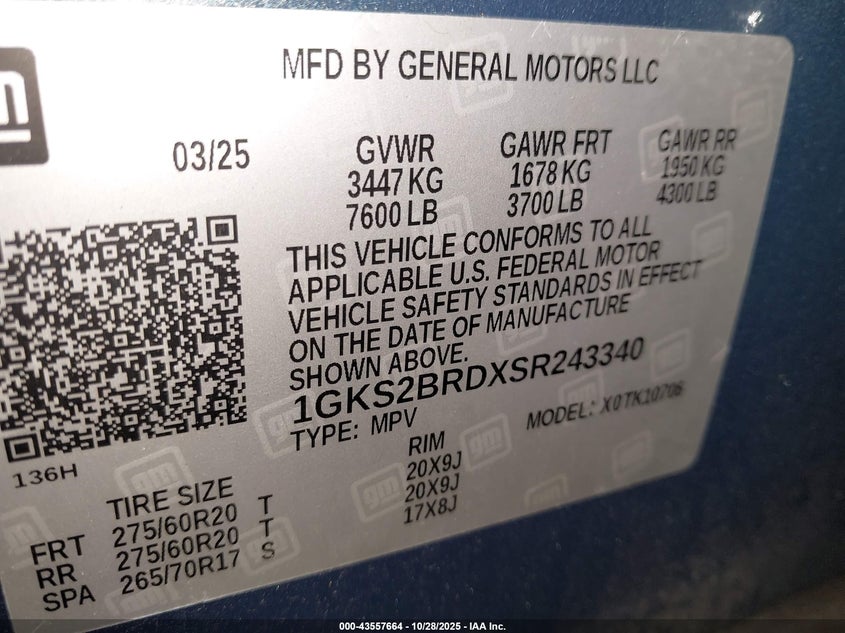 gm
MFD BY GENERAL MOTORS LLC
03/25
GVWR GAWR FRT GAWR RR
3447 KG 1678 KG 1950 KG
7600 LB 3700 LB 4300 LB
THIS VEHICLE CONFORMS TO ALL
APPLICABLE U.S. FEDERAL MOTOR
VEHICLE SAFETY STANDARDS IN EFFECT
ON THE DATE OF MANUFACTURE
SHOWN ABOVE.
1GKS2BRDXSR243340
TYPE: MPV MODEL: X0TK10706
136H
TIRE SIZE RIM
FRT 275/60R20 T 20X9J
RR 275/60R20 T 20X9J
SPA 265/70R17 S 17X8J
000-43557664 - 10/28/2025 - IAA Inc.